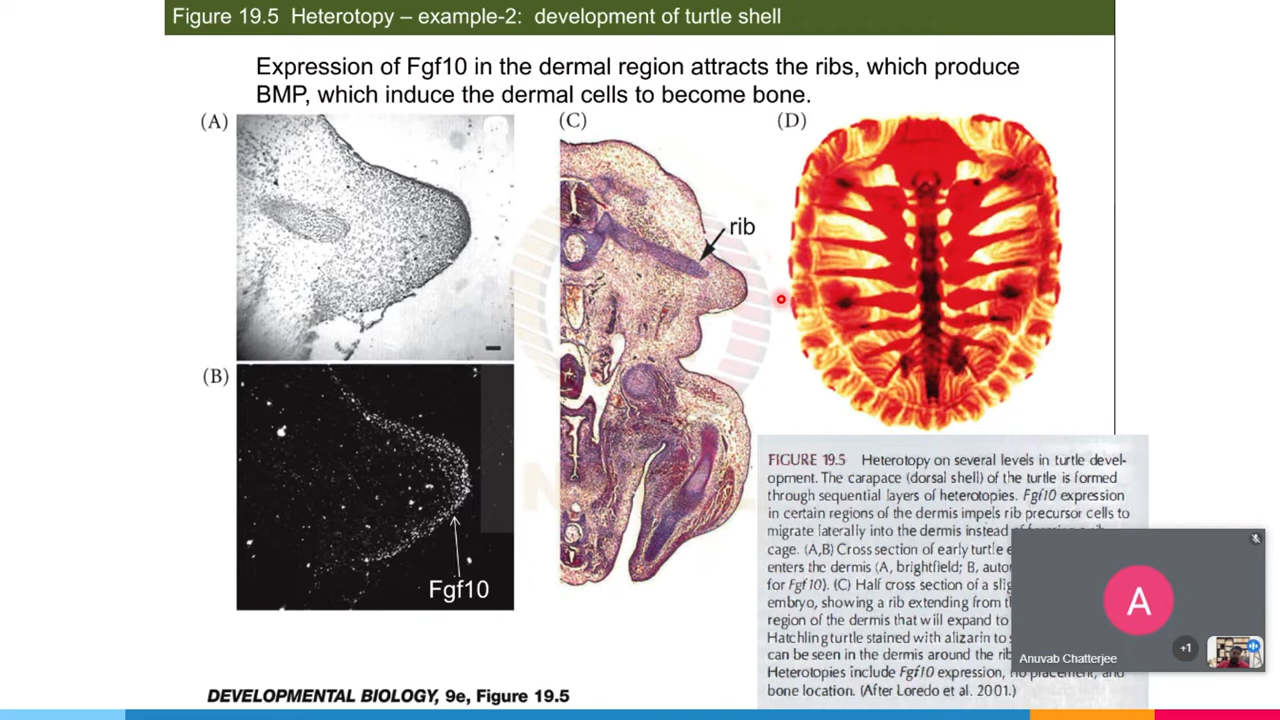 Figure 19.5 Heterotopy – example-2: development of turtle shell
Expression of Fgf10 in the dermal region attracts the ribs, which produce
BMP, which induce the dermal cells to become bone.
(A)
(C)
(D)
rib
(B)
Fgf10
FIGURE 19.5 Heterotopy on several levels in turtle devel-
opment. The carapace (dorsal shell) of the turtle is formed
through sequential layers of heterotopies. Fgf10 expression
in certain regions of the dermis impels rib precursor cells to
migrate laterally into the dermis instead of
cage. (A,B) Cross section of early turtle
enters the dermis (A, brightfield; B,
for Fgf10). (C) Half cross section of a
embryo, showing a rib extending from
region of the dermis that will expand to
Hatchling turtle stained with alizarin to
can be seen in the dermis around the
Heterotopies include Fgf10 expression, rib placement, and
bone location. (After Loredo et al. 2001.)
A
+1
Anuvab Chatterjee
DEVELOPMENTAL BIOLOGY, 9e, Figure 19.5